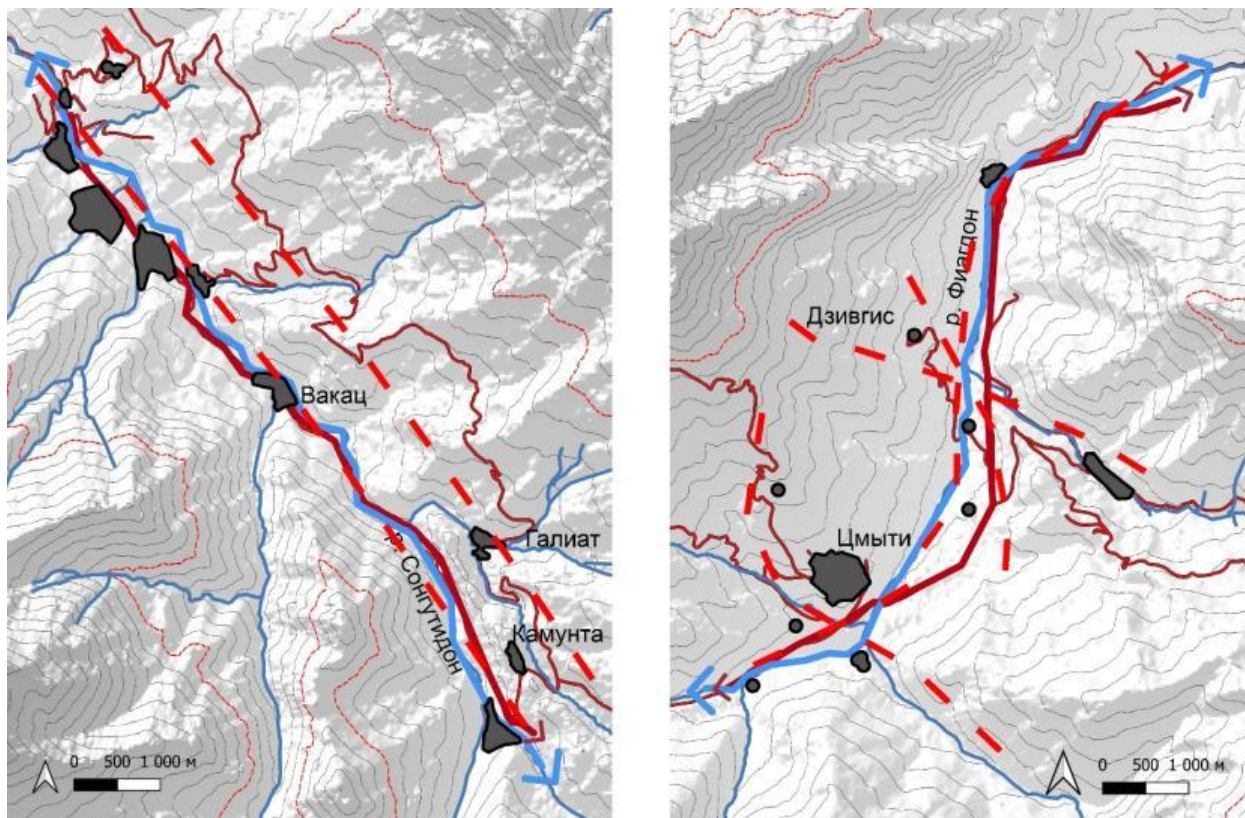 Вакац
Галиат
Камунта
р. Сонгутидон
0 500 1 000 м
р. Фиагдон
Дзивгис
Цмыти
0 500 1 000 м